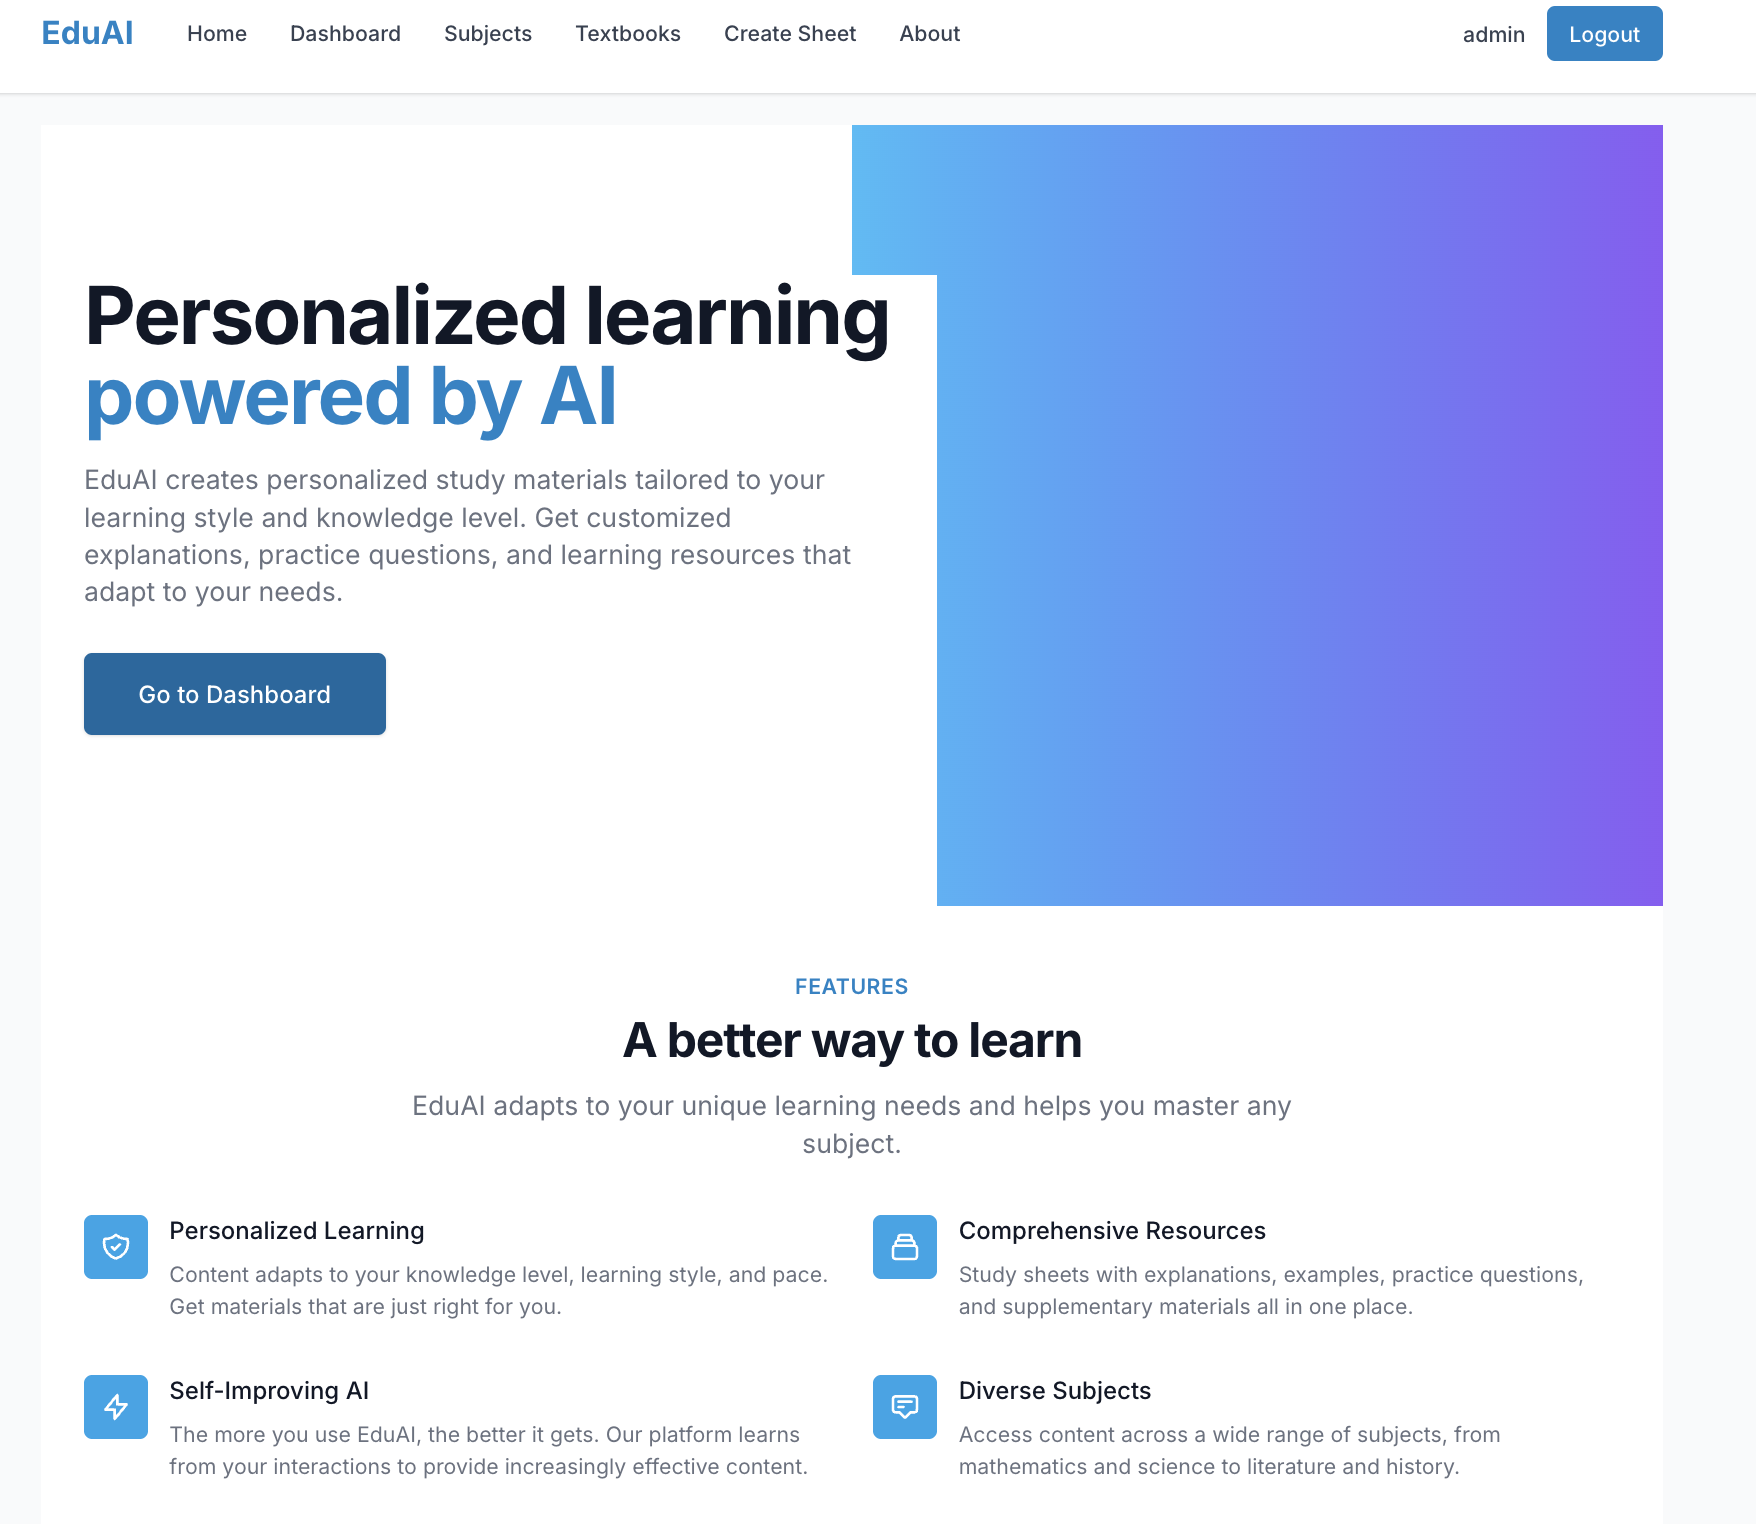 EduAI
Home
Dashboard
Subjects
Textbooks
Create Sheet
About
admin
Logout
Personalized learning
powered by AI
EduAI creates personalized study materials tailored to your
learning style and knowledge level. Get customized
explanations, practice questions, and learning resources that
adapt to your needs.
Go to Dashboard
FEATURES
A better way to learn
EduAI adapts to your unique learning needs and helps you master any
subject.
Personalized Learning
Content adapts to your knowledge level, learning style, and pace.
Get materials that are just right for you.
Comprehensive Resources
Study sheets with explanations, examples, practice questions,
and supplementary materials all in one place.
Self-Improving AI
The more you use EduAI, the better it gets. Our platform learns
from your interactions to provide increasingly effective content.
Diverse Subjects
Access content across a wide range of subjects, from
mathematics and science to literature and history.